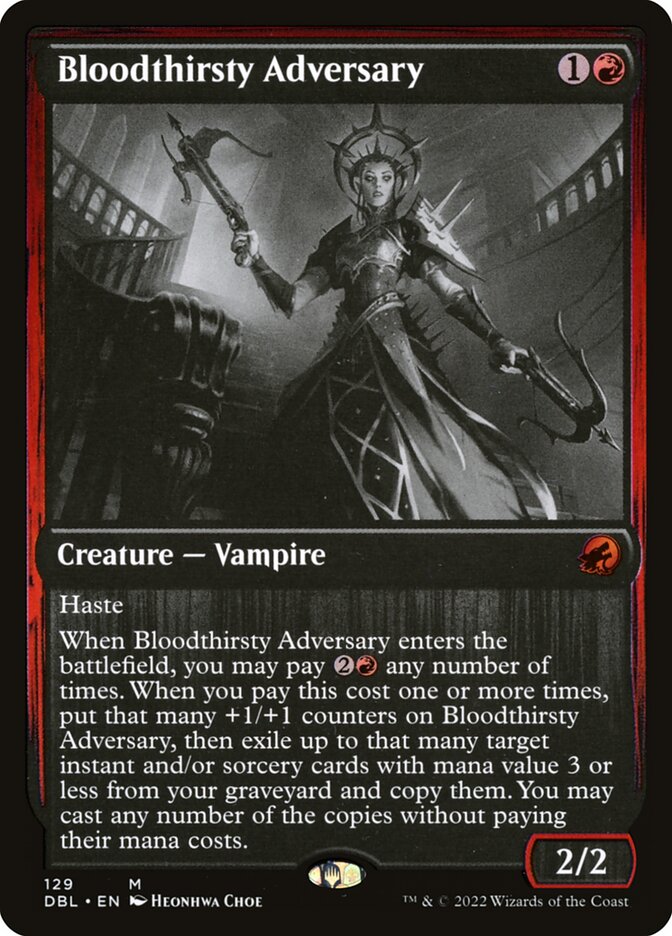 Bloodthirsty Adversary 1
Creature — Vampire
Haste
When Bloodthirsty Adversary enters the
battlefield, you may pay 2 any number of
times. When you pay this cost one or more times,
put that many +1/+1 counters on Bloodthirsty
Adversary, then exile up to that many target
instant and/or sorcery cards with mana value 3 or
less from your graveyard and copy them. You may
cast any number of the copies without paying
their mana costs.
2/2
129 M
DBL • EN Heonhwa Choe
™ & © 2022 Wizards of the Coast